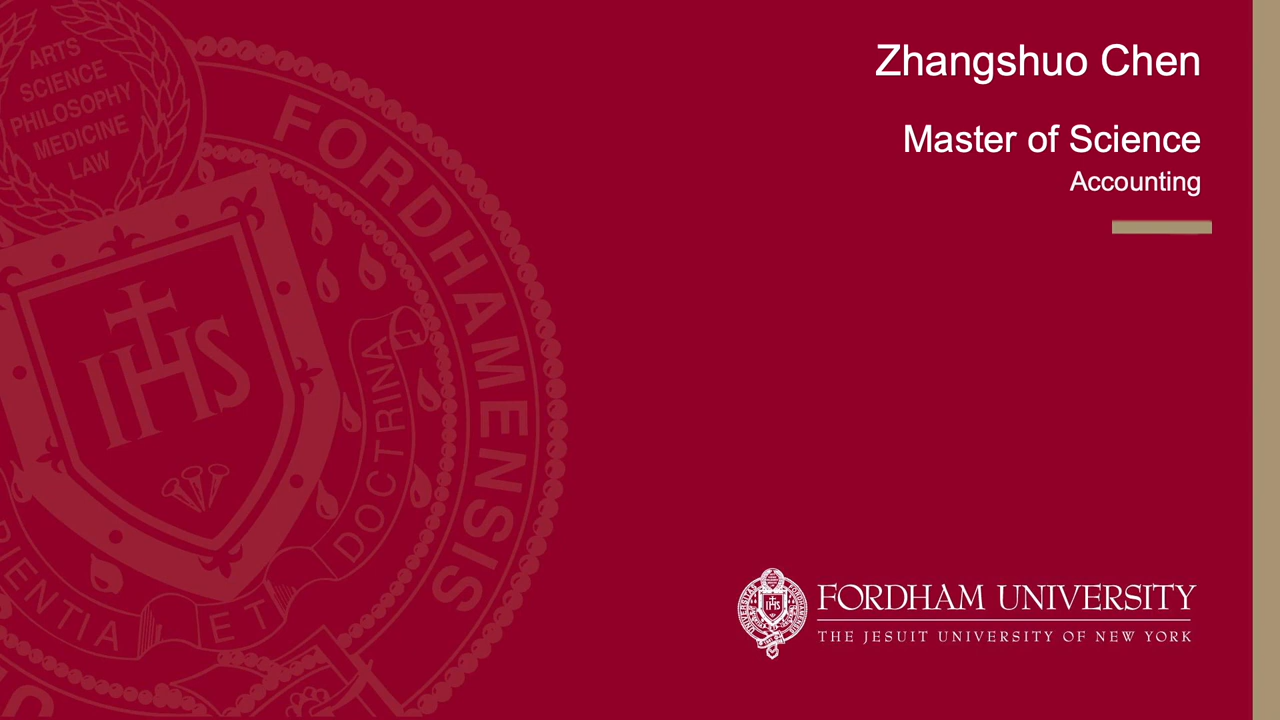 Zhangshuo Chen
Master of Science
Accounting
ARTS
SCIENCE
PHILOSOPHY
MEDICINE
LAW
FORDHAMENSIS
IHS
ET DOCTRINA
FORDHAM UNIVERSITY
THE JESUIT UNIVERSITY OF NEW YORK